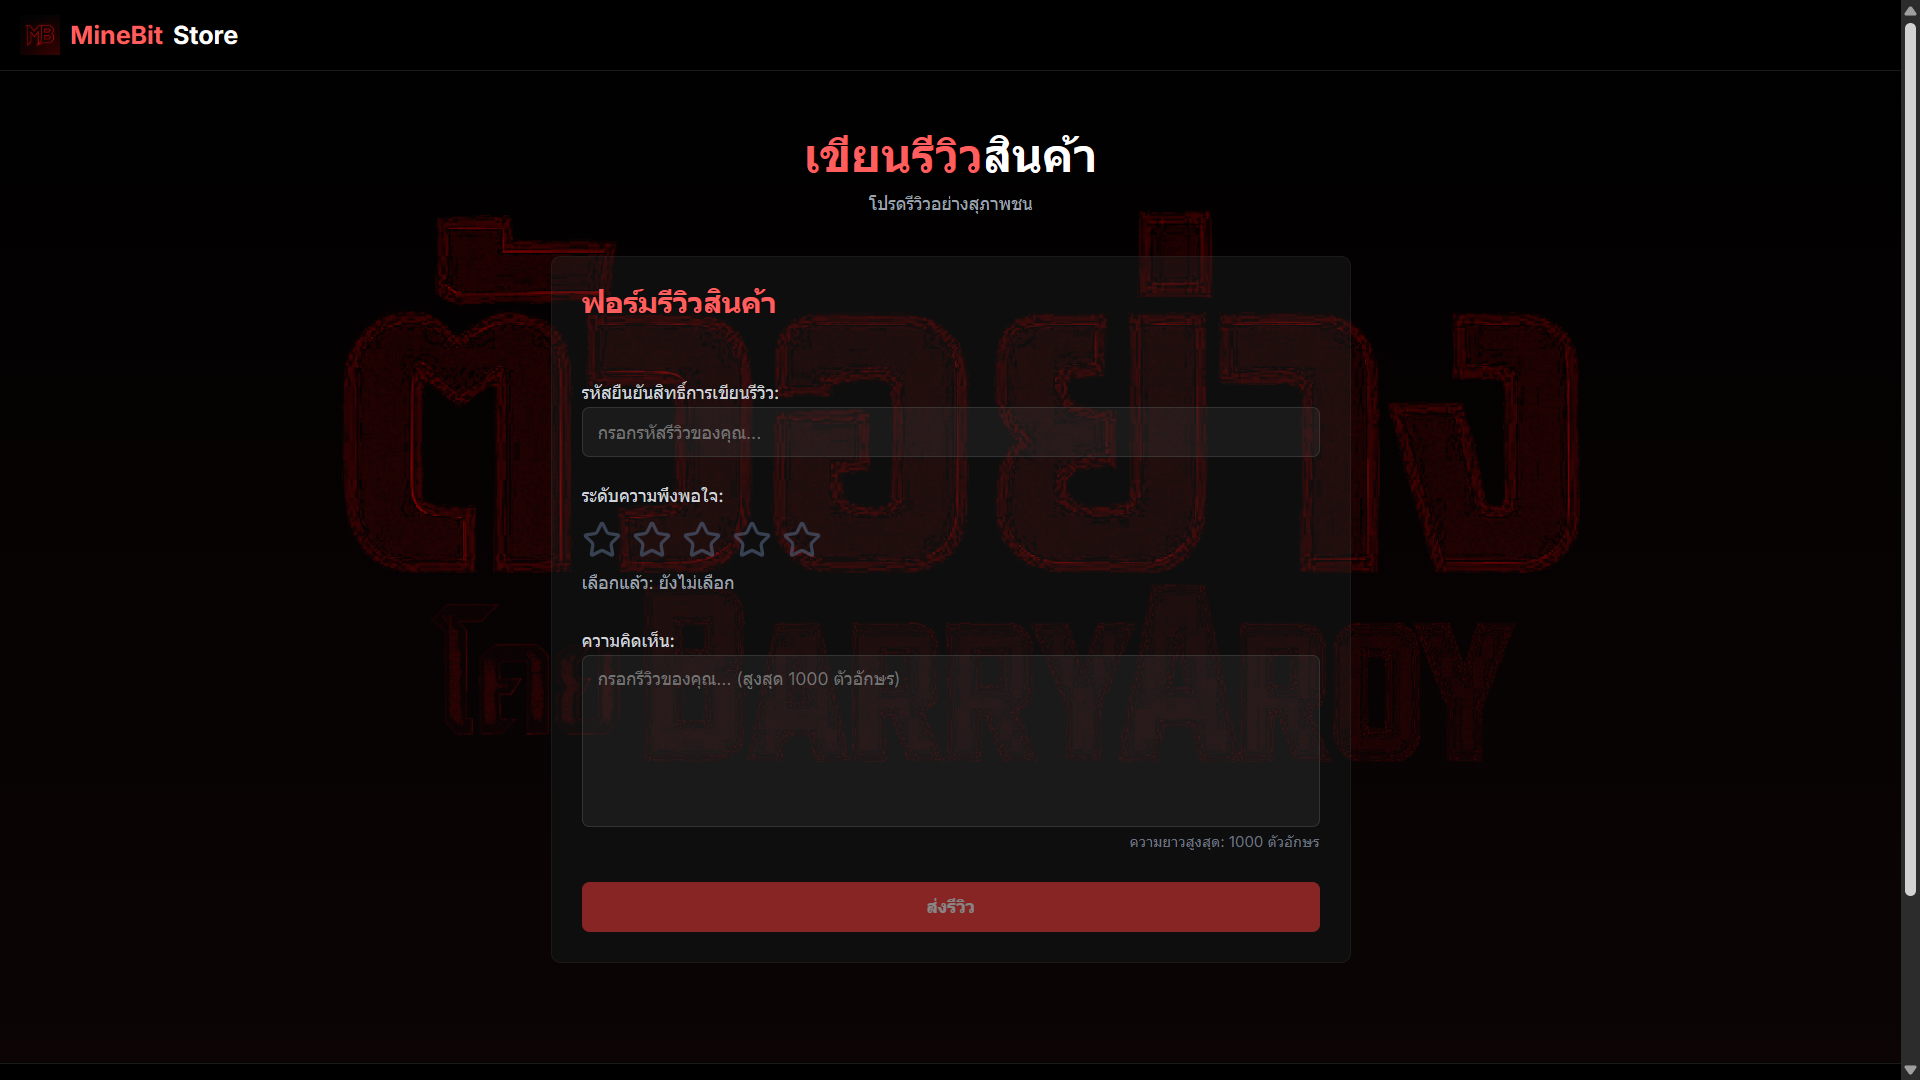 MB MineBit Store
เขียนรีวิวสินค้า
โปรดรีวิวอย่างสุภาพชน
ตัวอย่าง
ฟอร์มรีวิวสินค้า
รหัสยืนยันสิทธิ์การเขียนรีวิว:
กรอกรหัสรีวิวของคุณ...
ระดับความพึงพอใจ:
เลือกแล้ว: ยังไม่เลือก
โดย BARRYAROY
ความคิดเห็น:
กรอกรีวิวของคุณ... (สูงสุด 1000 ตัวอักษร)
ความยาวสูงสุด: 1000 ตัวอักษร
ส่งรีวิว